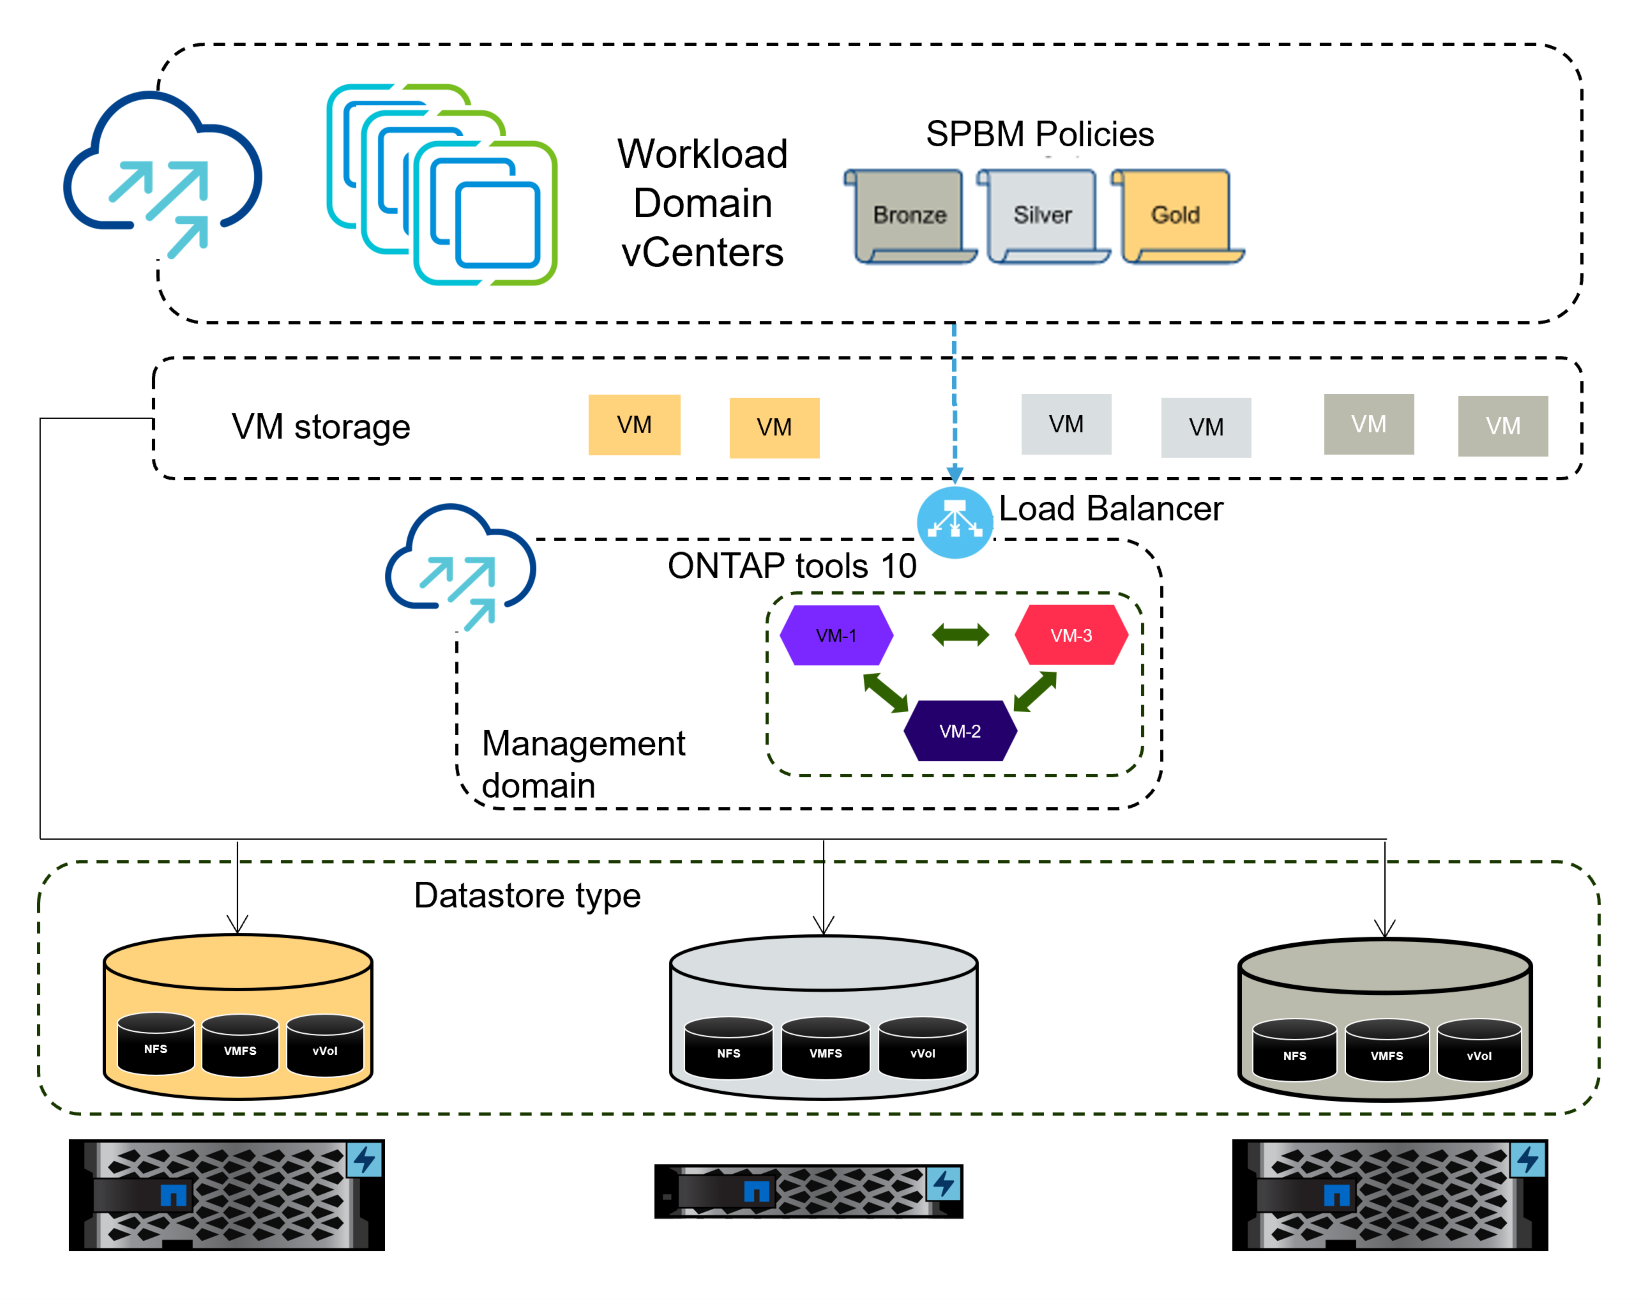 SPBM Policies
Workload
Domain
vCenters
Bronze
Silver
Gold
VM storage
VM
VM
VM
VM
VM
VM
Load Balancer
ONTAP tools 10
VM-1
VM-3
VM-2
Management
domain
Datastore type
NFS
VMFS
vVol
NFS
VMFS
vVol
NFS
VMFS
vVol